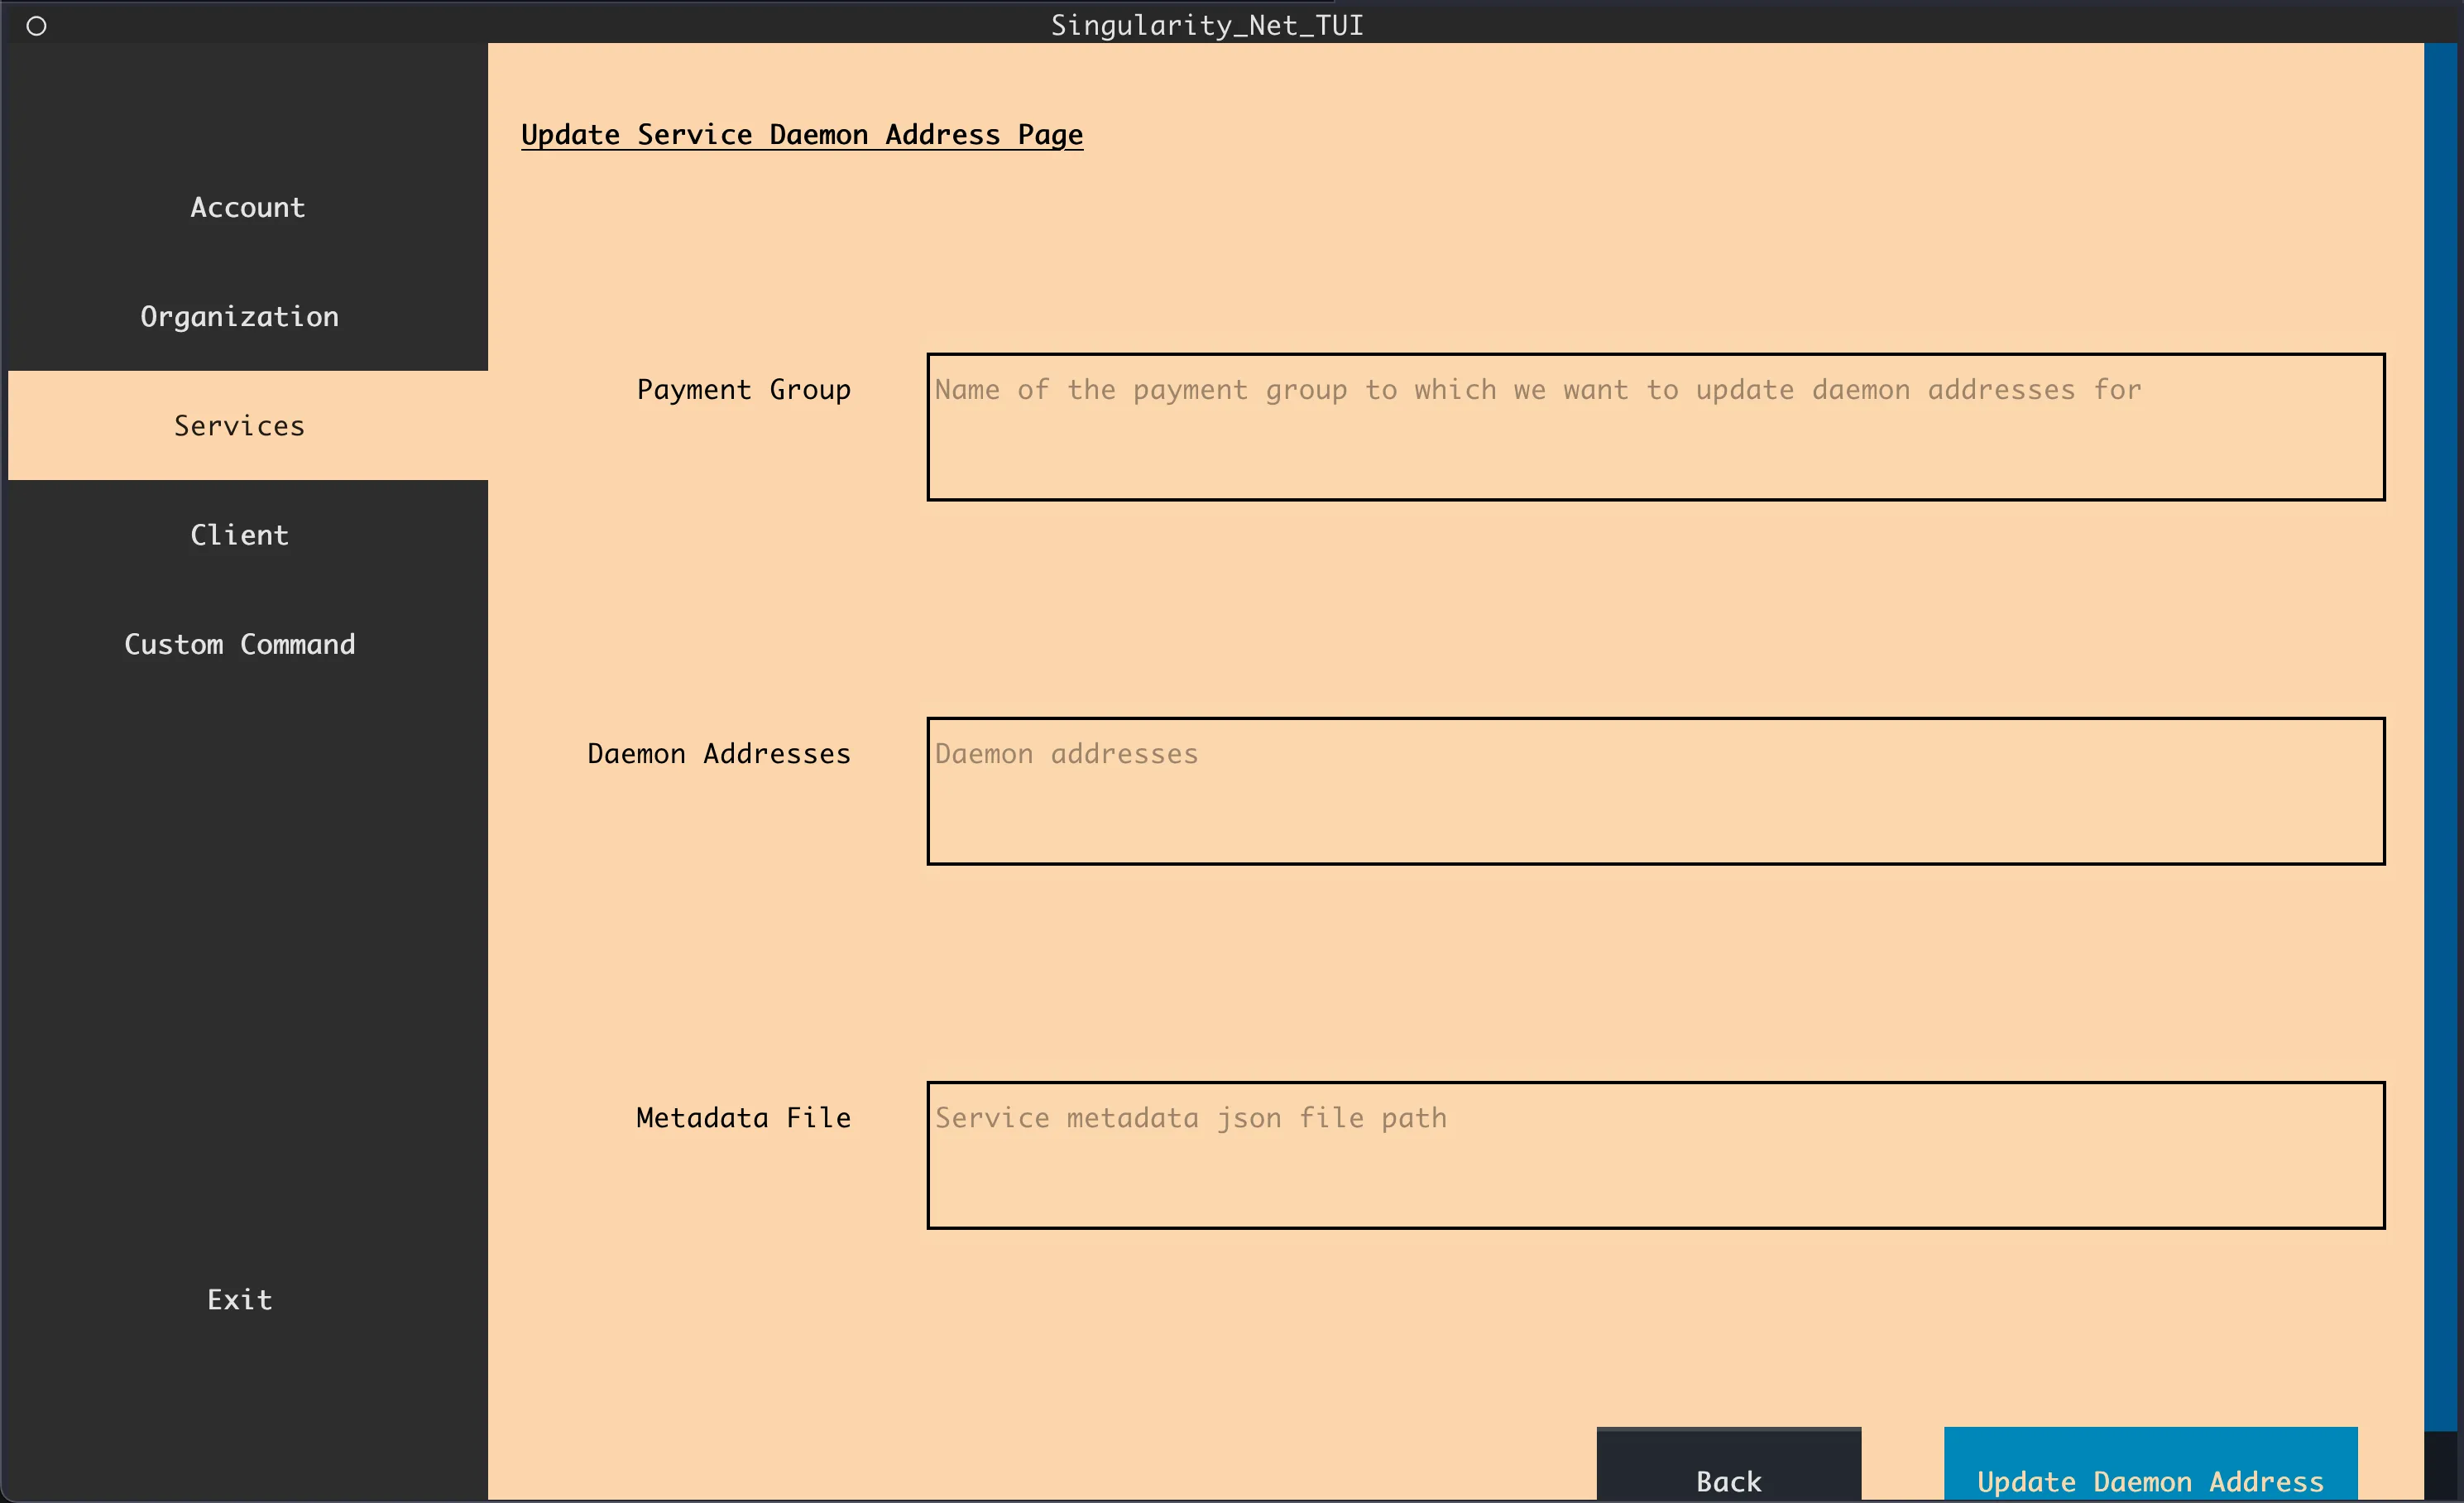 Singularity_Net_TUI
Account
Organization
Services
Client
Custom Command
Exit
Update Service Daemon Address Page
Payment Group
Name of the payment group to which we want to update daemon addresses for
Daemon Addresses
Daemon addresses
Metadata File
Service metadata json file path
Back
Update Daemon Address